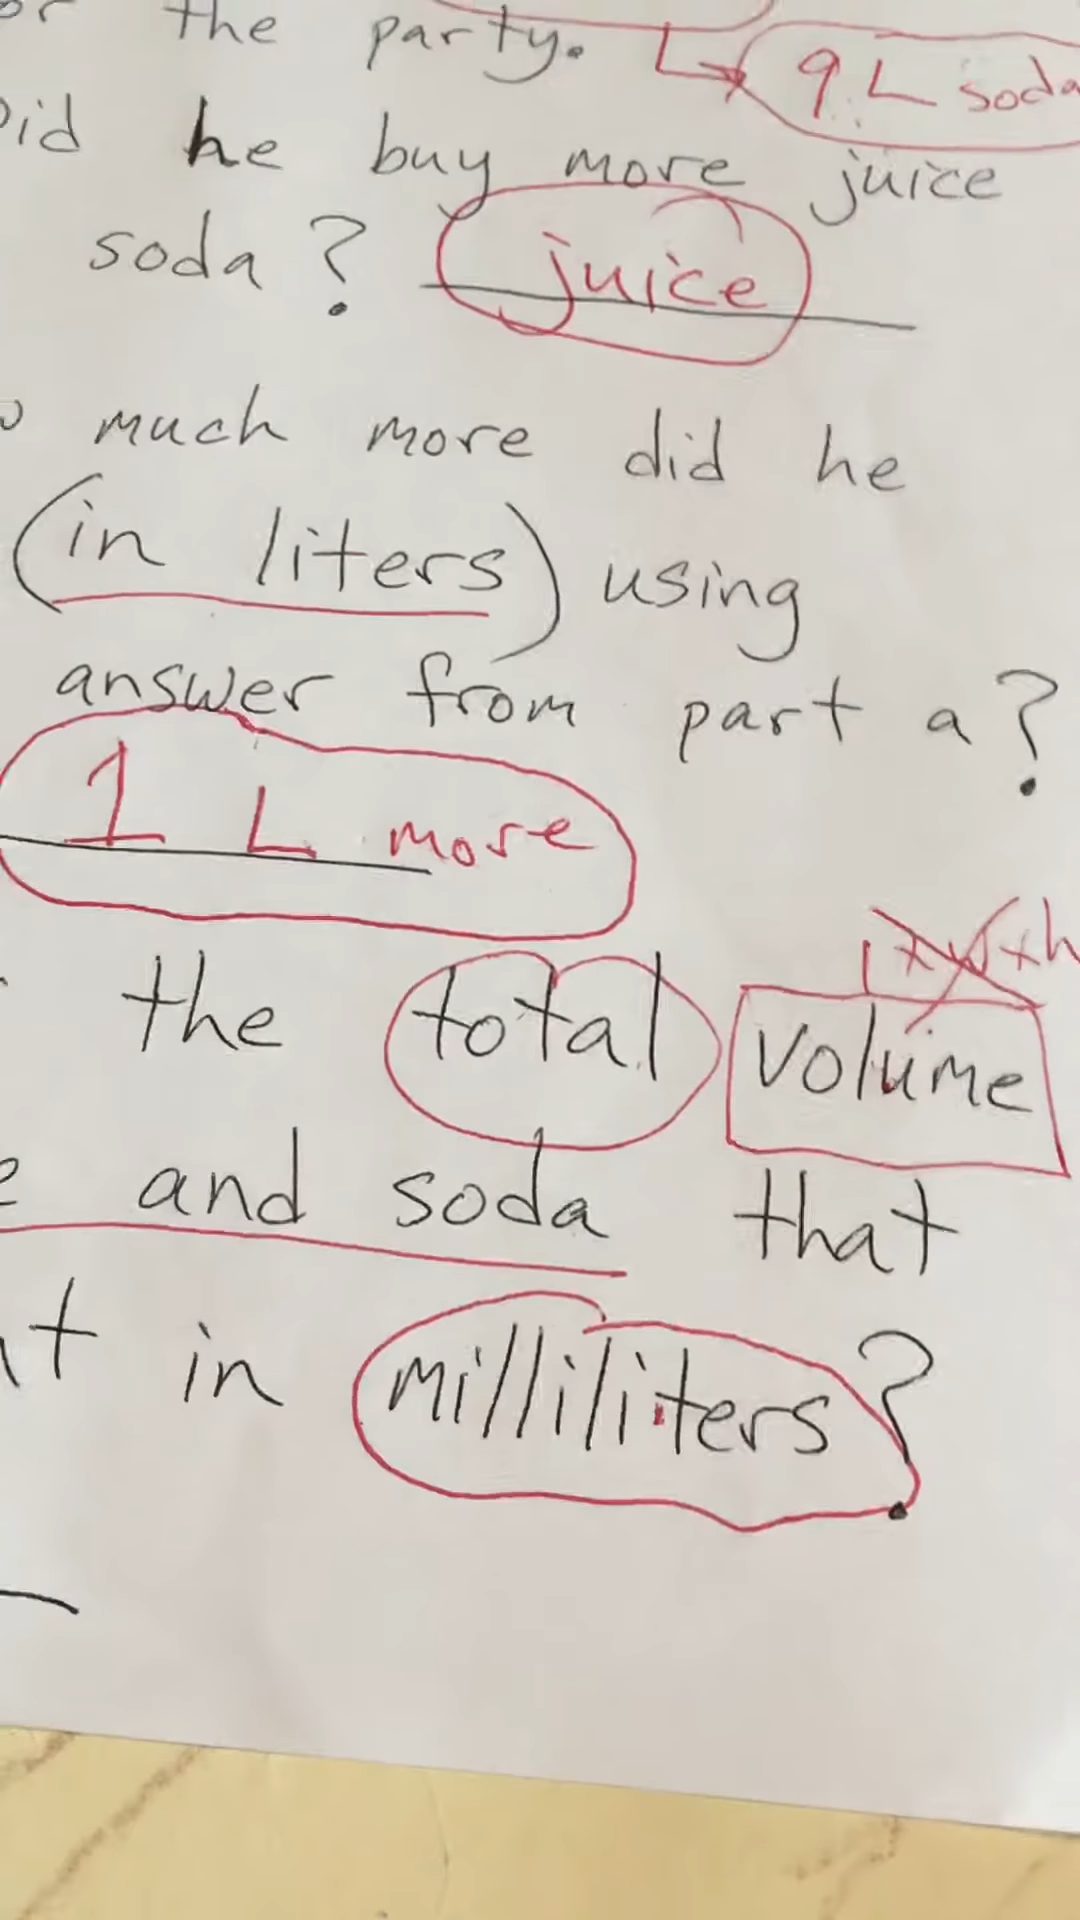 the party. 9 L soda
Did he buy more juice
soda? juice
much more did he
(in liters) using
answer from part a?
1 L more
l x w x h
the total volume
and soda that
in milliliters?